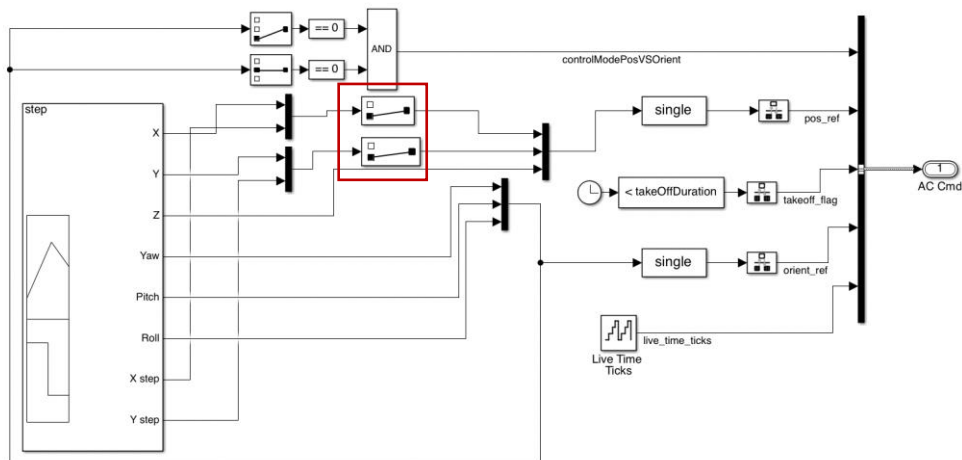 == 0
AND
== 0
controlModePosVSOrient
step
X
single
pos_ref
Y
< takeOffDuration
takeoff_flag
1
AC Cmd
Z
Yaw
single
orient_ref
Pitch
Roll
live_time_ticks
Live Time
Ticks
X step
Y step